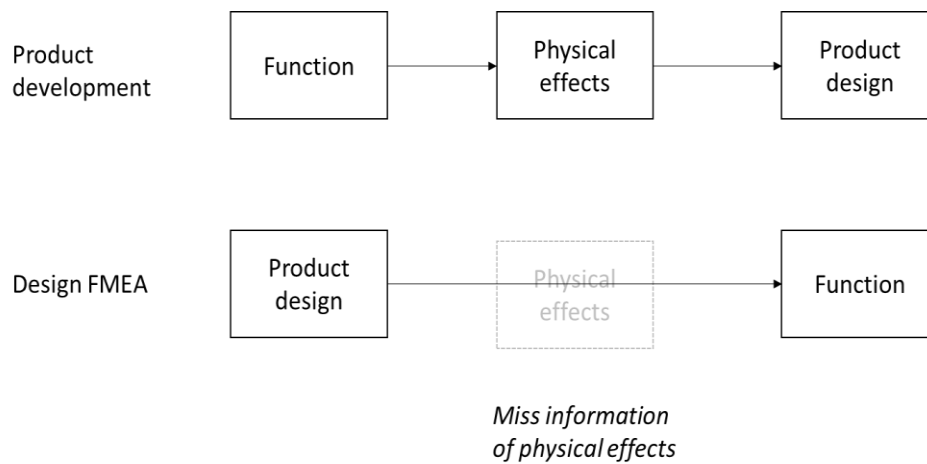 Product
development
Function
Physical
effects
Product
design
Design FMEA
Product
design
Physical
effects
Function
Miss information
of physical effects